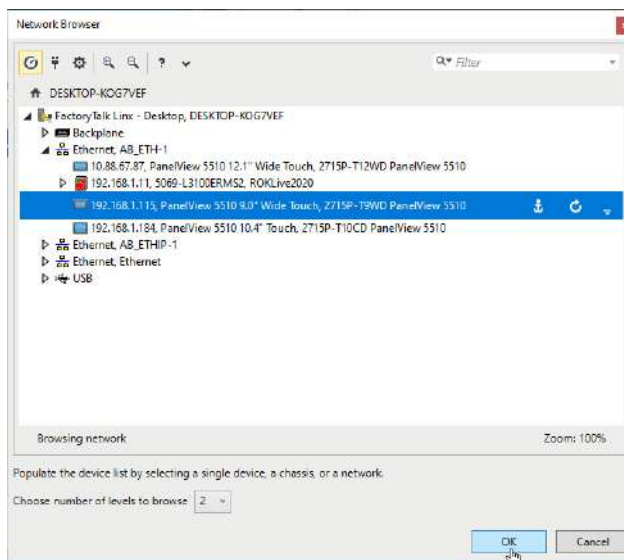 Network Browser
Filter
DESKTOP-KOG7VEF
FactoryTalk Linx - Desktop, DESKTOP-KOG7VEF
Backplane
Ethernet, AB_ETH-1
10.88.67.87, PanelView 5510 12.1" Wide Touch, 2715P-T12WD PanelView 5510
192.168.1.11, 5069-L3100ERMS2, ROKLive2020
192.168.1.115, PanelView 5510 9.0" Wide Touch, 2715P-T9WD PanelView 5510
192.168.1.184, PanelView 5510 10.4" Touch, 2715P-T10CD PanelView 5510
Ethernet, AB_ETHIP-1
Ethernet, Ethernet
USB
Browsing network Zoom: 100%
Populate the device list by selecting a single device, a chassis, or a network.
Choose number of levels to browse 2
OK Cancel